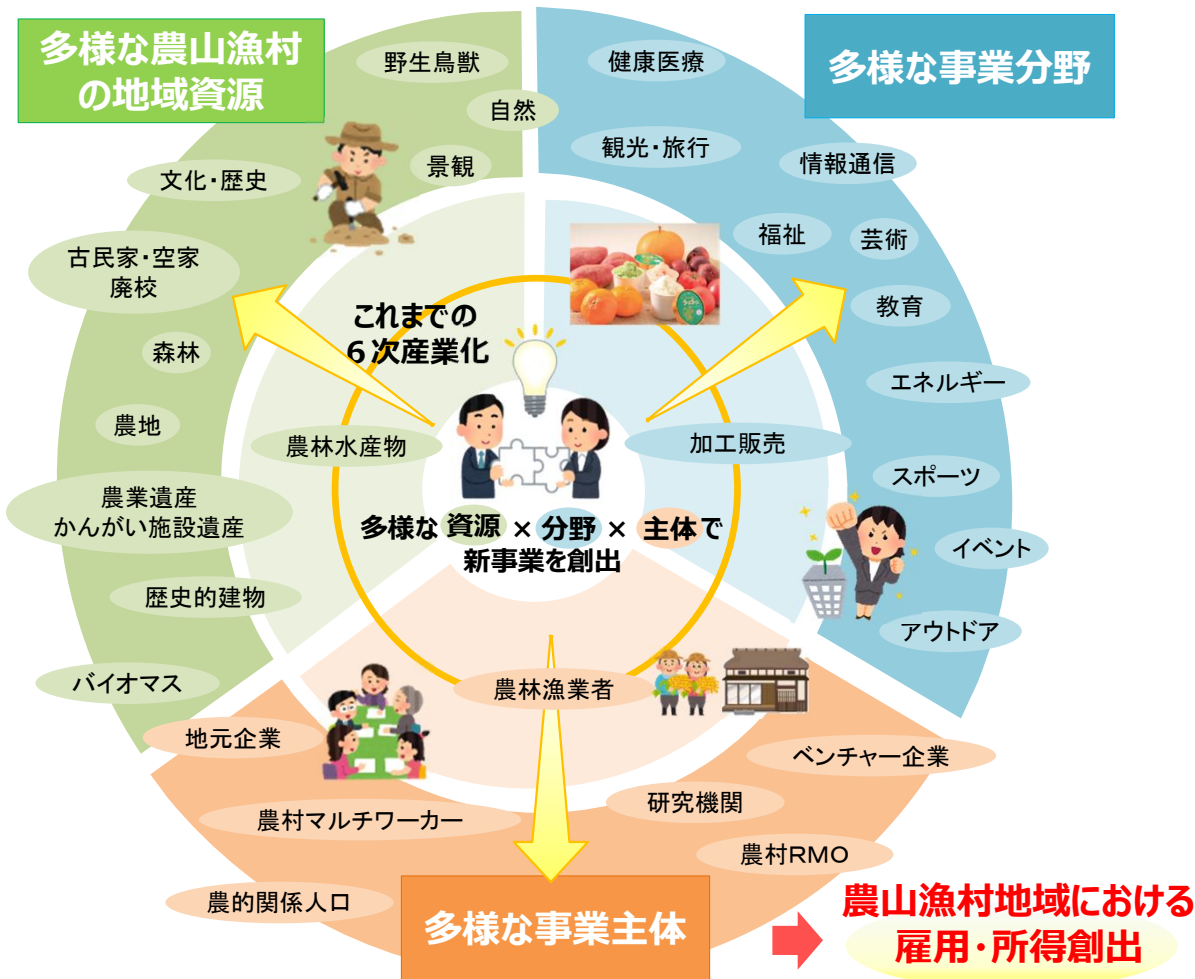 多様な農山漁村
の地域資源
野生鳥獣
自然
景観
文化・歴史
古民家・空家
廃校
森林
農地
農業遺産
かんがい施設遺産
歴史的建物
バイオマス
多様な事業分野
健康医療
観光・旅行
情報通信
福祉
芸術
教育
エネルギー
スポーツ
イベント
アウトドア
これまでの
６次産業化
農林水産物
加工販売
多様な 資源 × 分野 × 主体で
新事業を創出
農林漁業者
地元企業
ベンチャー企業
農村マルチワーカー
研究機関
農村RMO
農的関係人口
多様な事業主体
農山漁村地域における
雇用・所得創出